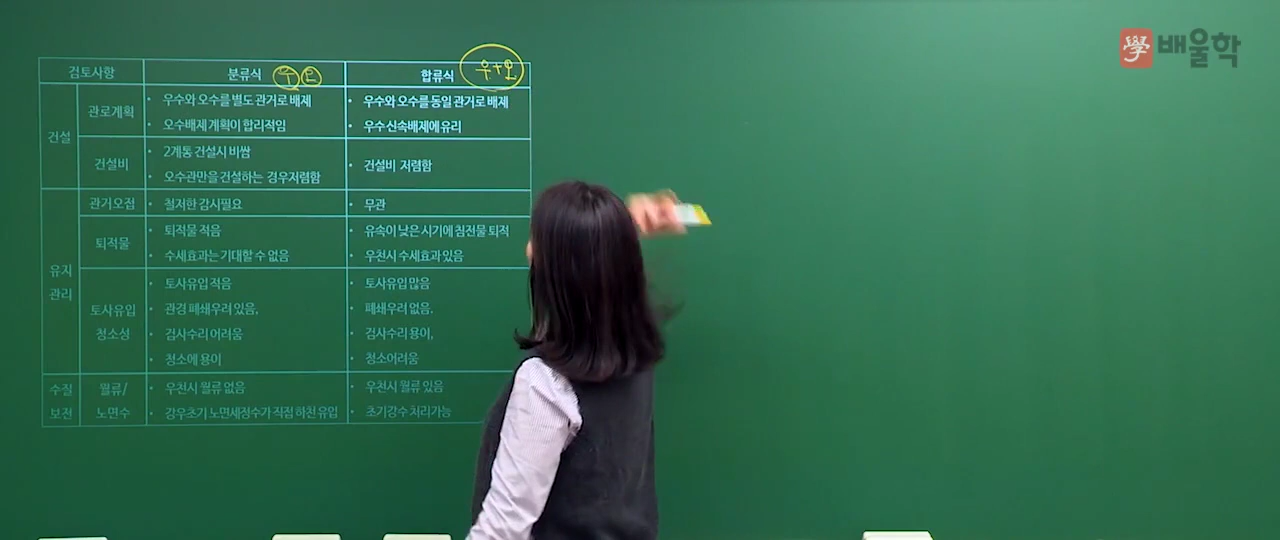 學 배울학
검토사항 분류식 우 오 합류식 우+오
건설 관로계획
• 우수와 오수를 별도 관거로 배제
• 오수배제 계획이 합리적임
• 우수와 오수를 동일 관거로 배제
• 우수 신속배제에 유리
건설비
• 2계통 건설시 비쌈
• 오수관만을 건설하는 경우저렴함
• 건설비 저렴함
유지
관리
관거오접
• 철저한 감시필요
• 무관
퇴적물
• 퇴적물 적음
• 수세효과는 기대할 수 없음
• 유속이 낮은 시기에 침전물 퇴적
• 우천시 수세효과 있음
토사유입
청소성
• 토사유입 적음
• 관경 폐쇄우려 있음,
• 검사수리 어려움
• 청소에 용이
• 토사유입 많음
• 폐쇄우려 없음,
• 검사수리 용이,
• 청소어려움
수질
보전
월류/
노면수
• 우천시 월류 없음
• 강우초기 노면세정수가 직접 하천 유입
• 우천시 월류 있음
• 초기강수 처리가능